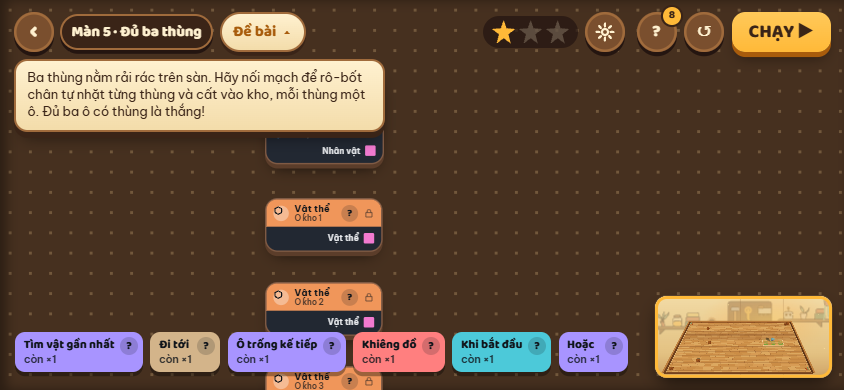 Màn 5 • Đủ ba thùng
Đề bài
8
?
CHẠY
Ba thùng nằm rải rác trên sàn. Hãy nối mạch để rô-bốt
chân tự nhặt từng thùng và cất vào kho, mỗi thùng một
ô. Đủ ba ô có thùng là thắng!
Nhân vật
Vật thể
Ô kho 1
?
Vật thể
Vật thể
Ô kho 2
?
Vật thể
Tìm vật gần nhất
còn ×1
?
Đi tới
còn ×1
?
Ô trống kế tiếp
còn ×1
?
Khiêng đồ
còn ×1
?
Khi bắt đầu
còn ×1
?
Hoặc
còn ×1
?
Vật thể
Ô kho 3
?